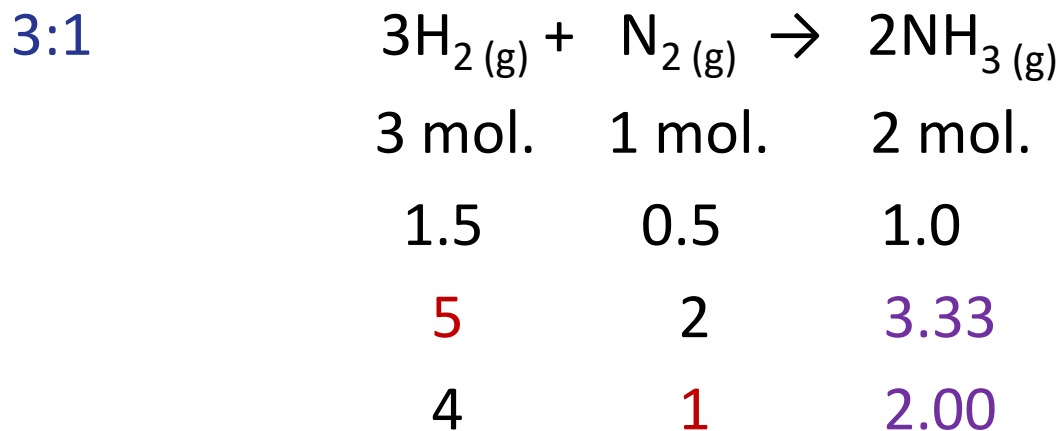 3:1 3H₂ (g) + N₂ (g) → 2NH₃ (g)
3 mol. 1 mol. 2 mol.
1.5 0.5 1.0
5 2 3.33
4 1 2.00